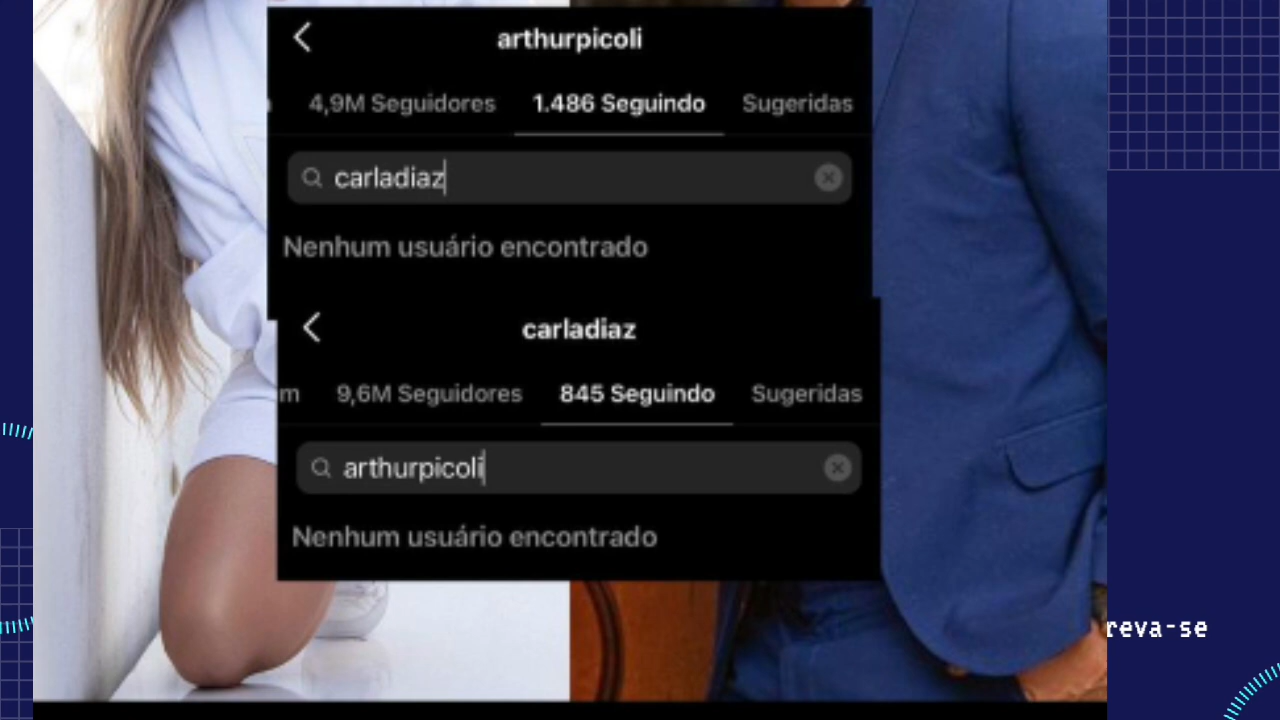 arthurpicoli
4,9M Seguidores 1.486 Seguindo Sugeridas
carladiaz
Nenhum usuário encontrado
carladiaz
m 9,6M Seguidores 845 Seguindo Sugeridas
arthurpicoli
Nenhum usuário encontrado
reva-se